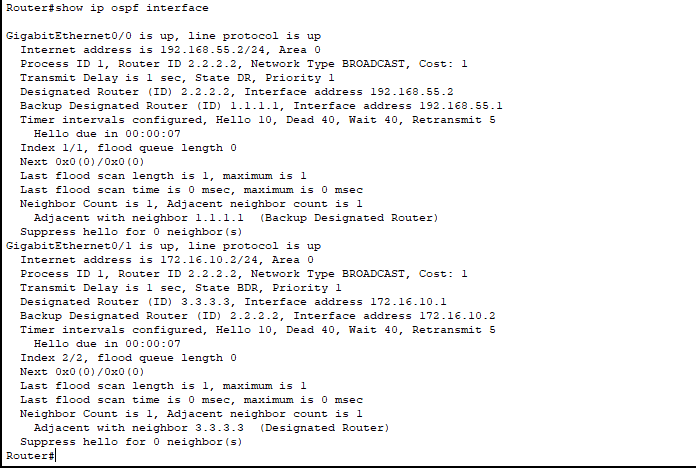 Router#show ip ospf interface

GigabitEthernet0/0 is up, line protocol is up
  Internet address is 192.168.55.2/24, Area 0
  Process ID 1, Router ID 2.2.2.2, Network Type BROADCAST, Cost: 1
  Transmit Delay is 1 sec, State DR, Priority 1
  Designated Router (ID) 2.2.2.2, Interface address 192.168.55.2
  Backup Designated Router (ID) 1.1.1.1, Interface address 192.168.55.1
  Timer intervals configured, Hello 10, Dead 40, Wait 40, Retransmit 5
    Hello due in 00:00:07
  Index 1/1, flood queue length 0
  Next 0x0(0)/0x0(0)
  Last flood scan length is 1, maximum is 1
  Last flood scan time is 0 msec, maximum is 0 msec
  Neighbor Count is 1, Adjacent neighbor count is 1
    Adjacent with neighbor 1.1.1.1  (Backup Designated Router)
  Suppress hello for 0 neighbor(s)
GigabitEthernet0/1 is up, line protocol is up
  Internet address is 172.16.10.2/24, Area 0
  Process ID 1, Router ID 2.2.2.2, Network Type BROADCAST, Cost: 1
  Transmit Delay is 1 sec, State BDR, Priority 1
  Designated Router (ID) 3.3.3.3, Interface address 172.16.10.1
  Backup Designated Router (ID) 2.2.2.2, Interface address 172.16.10.2
  Timer intervals configured, Hello 10, Dead 40, Wait 40, Retransmit 5
    Hello due in 00:00:07
  Index 2/2, flood queue length 0
  Next 0x0(0)/0x0(0)
  Last flood scan length is 1, maximum is 1
  Last flood scan time is 0 msec, maximum is 0 msec
  Neighbor Count is 1, Adjacent neighbor count is 1
    Adjacent with neighbor 3.3.3.3  (Designated Router)
  Suppress hello for 0 neighbor(s)
Router#